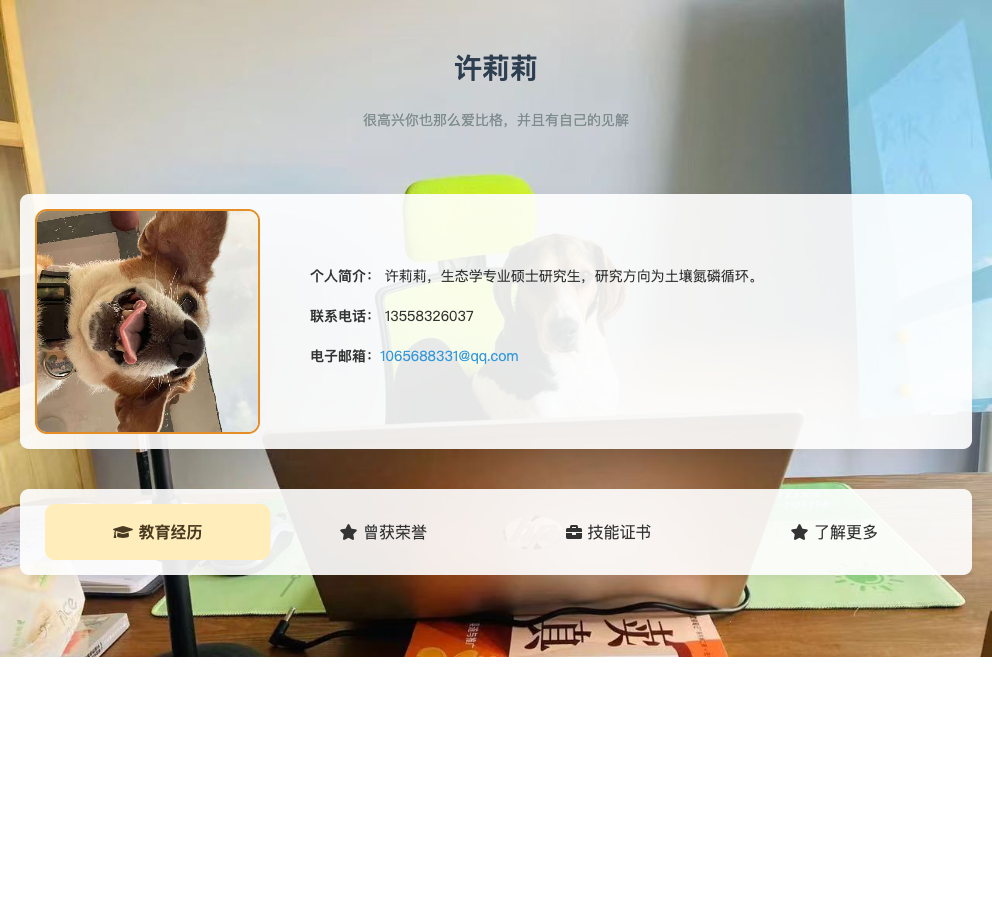 许莉莉
很高兴你也那么爱比格，并且有自己的见解
个人简介： 许莉莉，生态学专业硕士研究生，研究方向为土壤氮磷循环。
联系电话： 13558326037
电子邮箱：1065688331@qq.com
教育经历
曾获荣誉
技能证书
了解更多